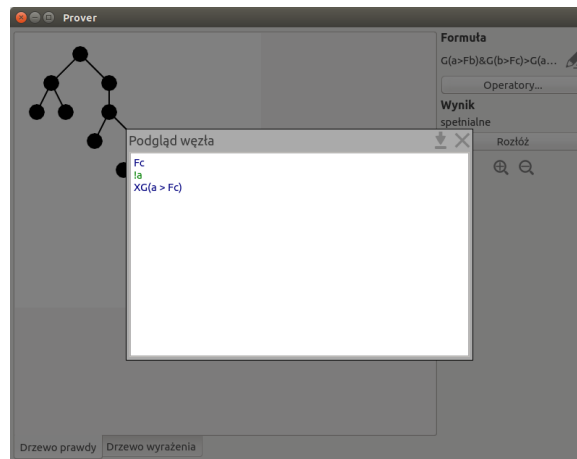 Prover
Formuła
G(a>Fb)&G(b>Fc)>G(a...
Operatory...
Wynik
spełnialne
Rozłóż
Podgląd węzła
Fc
!a
XG(a > Fc)
Drzewo prawdy
Drzewo wyrażenia